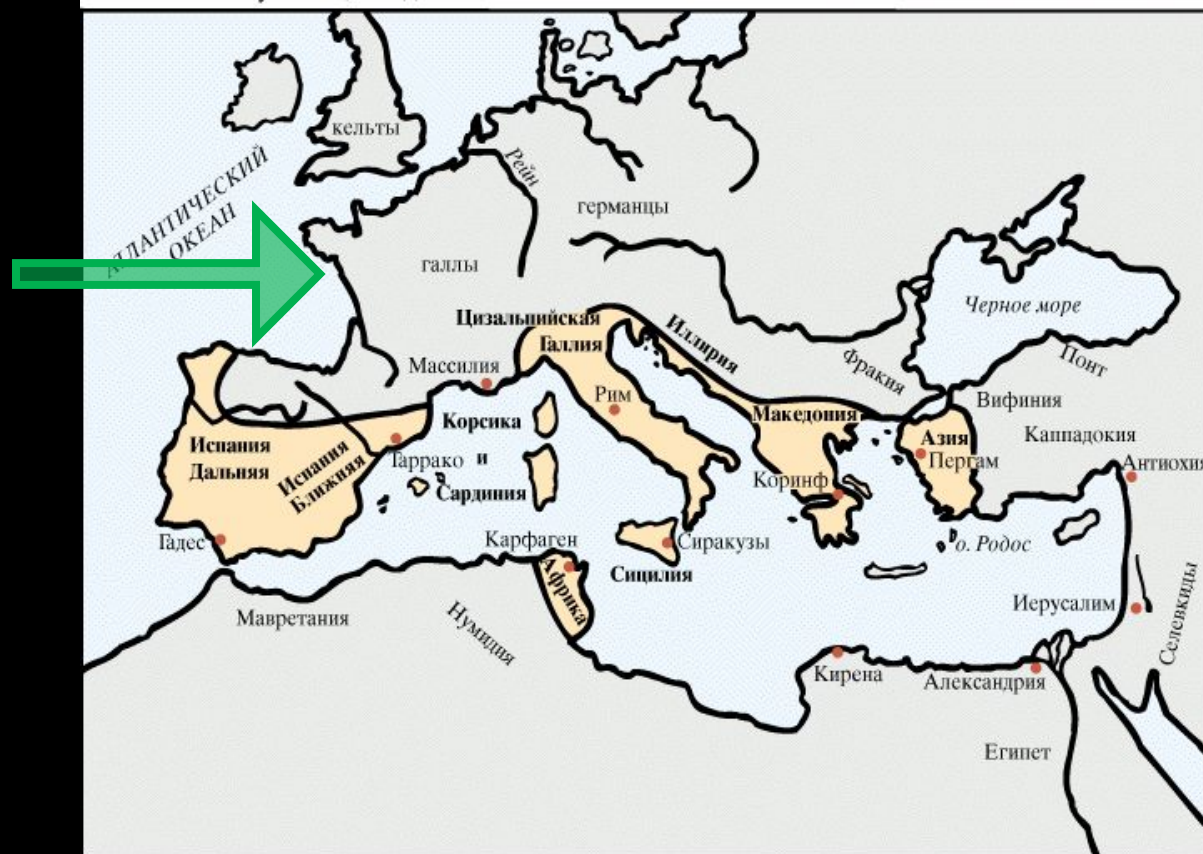 кельты
АТЛАНТИЧЕСКИЙ
ОКЕАН
Рейн
германцы
галлы
Цизальпийская
Галлия
Иллирия
Черное море
Массилия
Рим
Фракия
Понт
Вифиния
Корсика
и
Сардиния
Македония
Азия
Каппадокия
Пергам
Антиохия
Испания
Дальняя
Испания
Ближняя
Таррако
Коринф
Гадес
Карфаген
Сиракузы
о. Родос
Африка
Сицилия
Иерусалим
Селевкиды
Мавретания
Нумидия
Кирена
Александрия
Египет